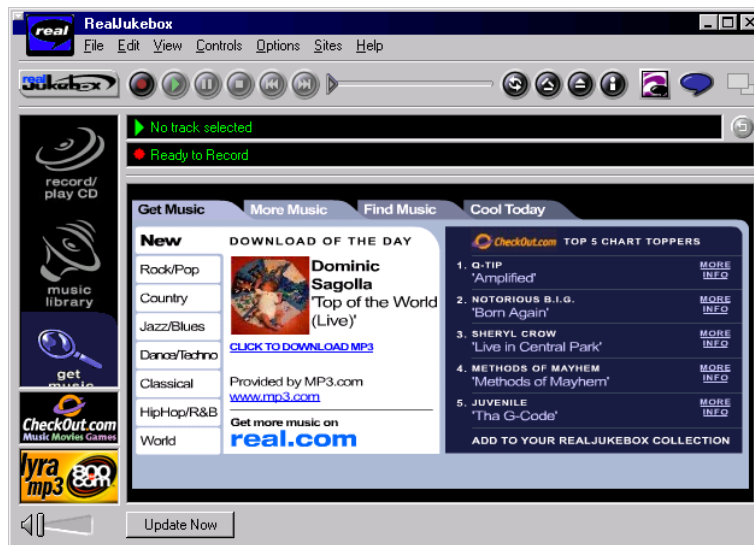 real
RealJukebox
File Edit View Controls Options Sites Help
real Jukebox
No track selected
Ready to Record
record/
play CD
music
library
get
music
CheckOut.com
Music Movies Games
lyra
mp3
800.com
Get Music More Music Find Music Cool Today
New
Rock/Pop
Country
Jazz/Blues
Dance/Techno
Classical
HipHop/R&B
World
DOWNLOAD OF THE DAY
Dominic
Sagolla
'Top of the World
(Live)'
CLICK TO DOWNLOAD MP3
Provided by MP3.com
www.mp3.com
Get more music on
real.com
CheckOut.com TOP 5 CHART TOPPERS
1. Q-TIP
'Amplified'
MORE
INFO
2. NOTORIOUS B.I.G.
'Born Again'
MORE
INFO
3. SHERYL CROW
'Live in Central Park'
MORE
INFO
4. METHODS OF MAYHEM
'Methods of Mayhem'
MORE
INFO
5. JUVENILE
'Tha G-Code'
MORE
INFO
ADD TO YOUR REALJUKEBOX COLLECTION
Update Now